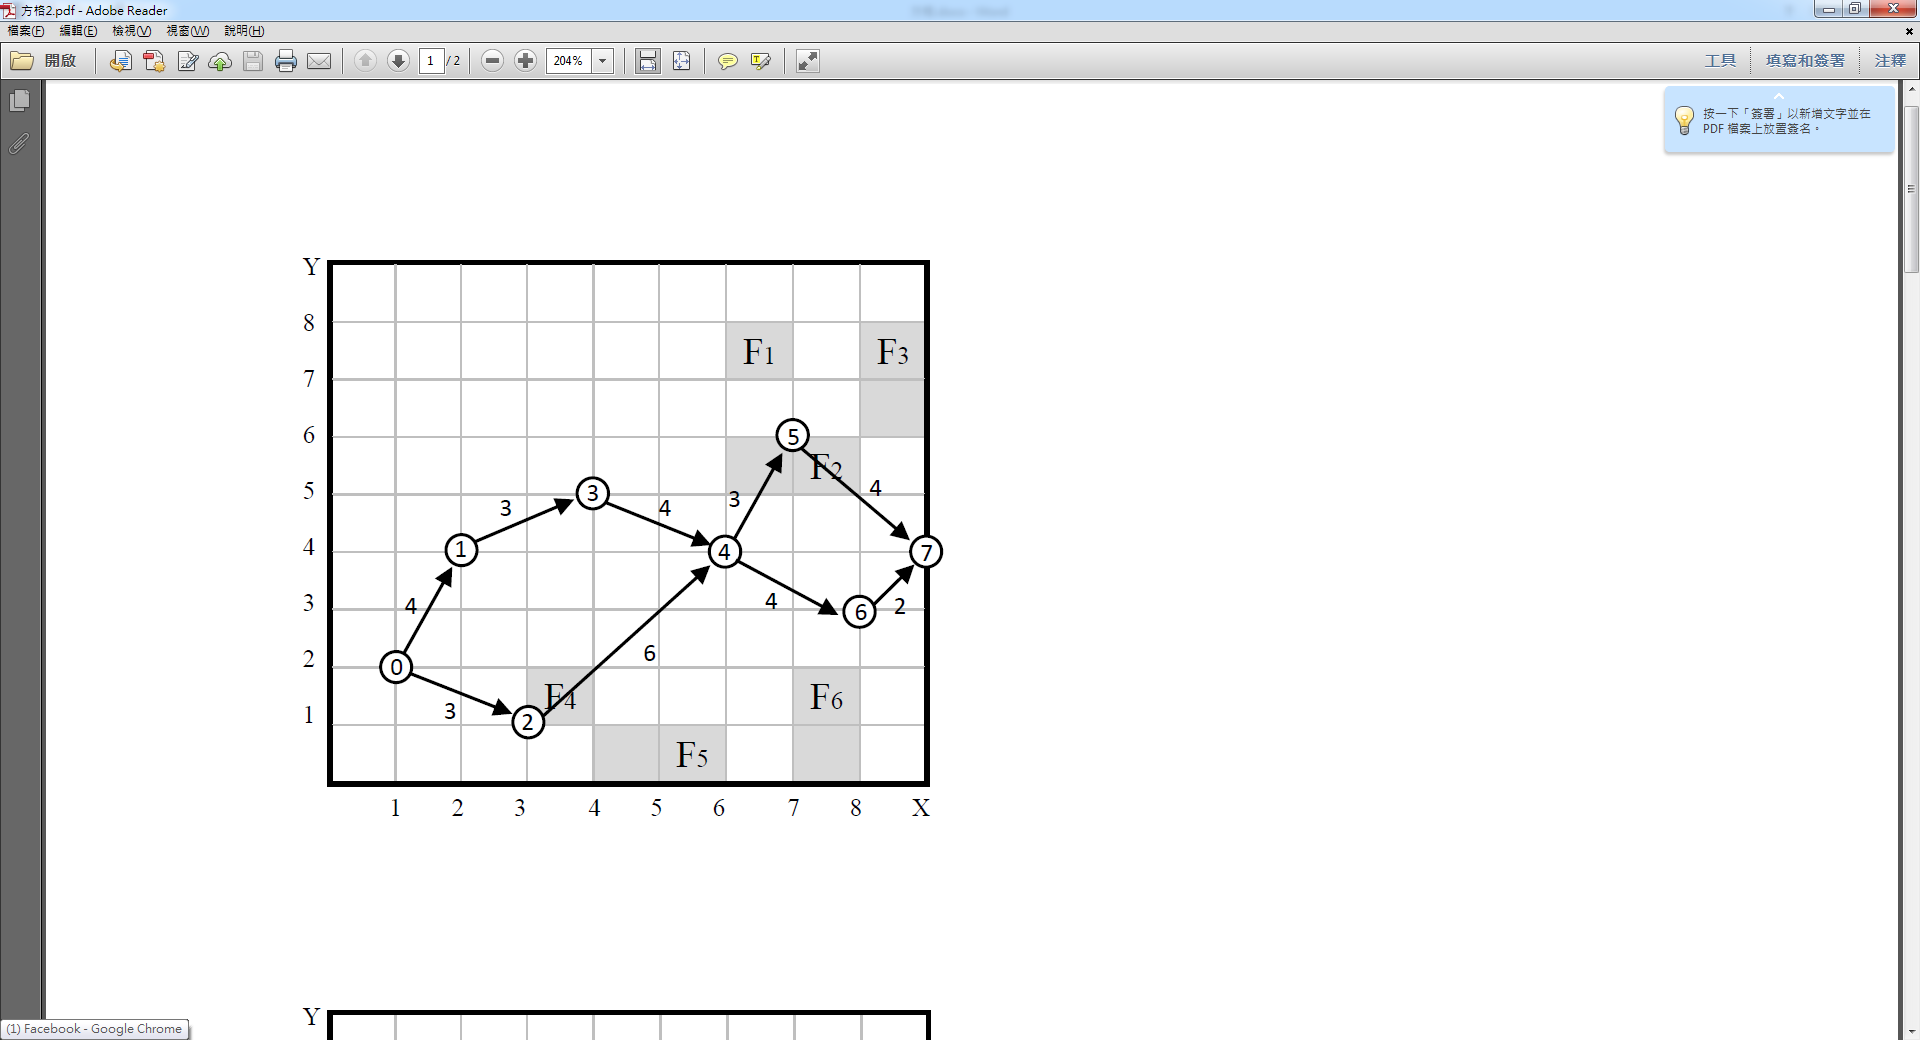 方格2.pdf - Adobe Reader
檔案(F) 編輯(E) 檢視(V) 視窗(W) 說明(H)
開啟 1 / 2 204% 工具 填寫和簽署 注釋
按一下「簽署」以新增文字並在
PDF 檔案上放置簽名。
Y
8
F1 F3
7
6 5
F2
5 3 4
3 4 3
4 1 4 7
3 4 4 6 2
2 0 6
F4 F6
3 2
1
F5
1 2 3 4 5 6 7 8 X
Y
(1) Facebook - Google Chrome